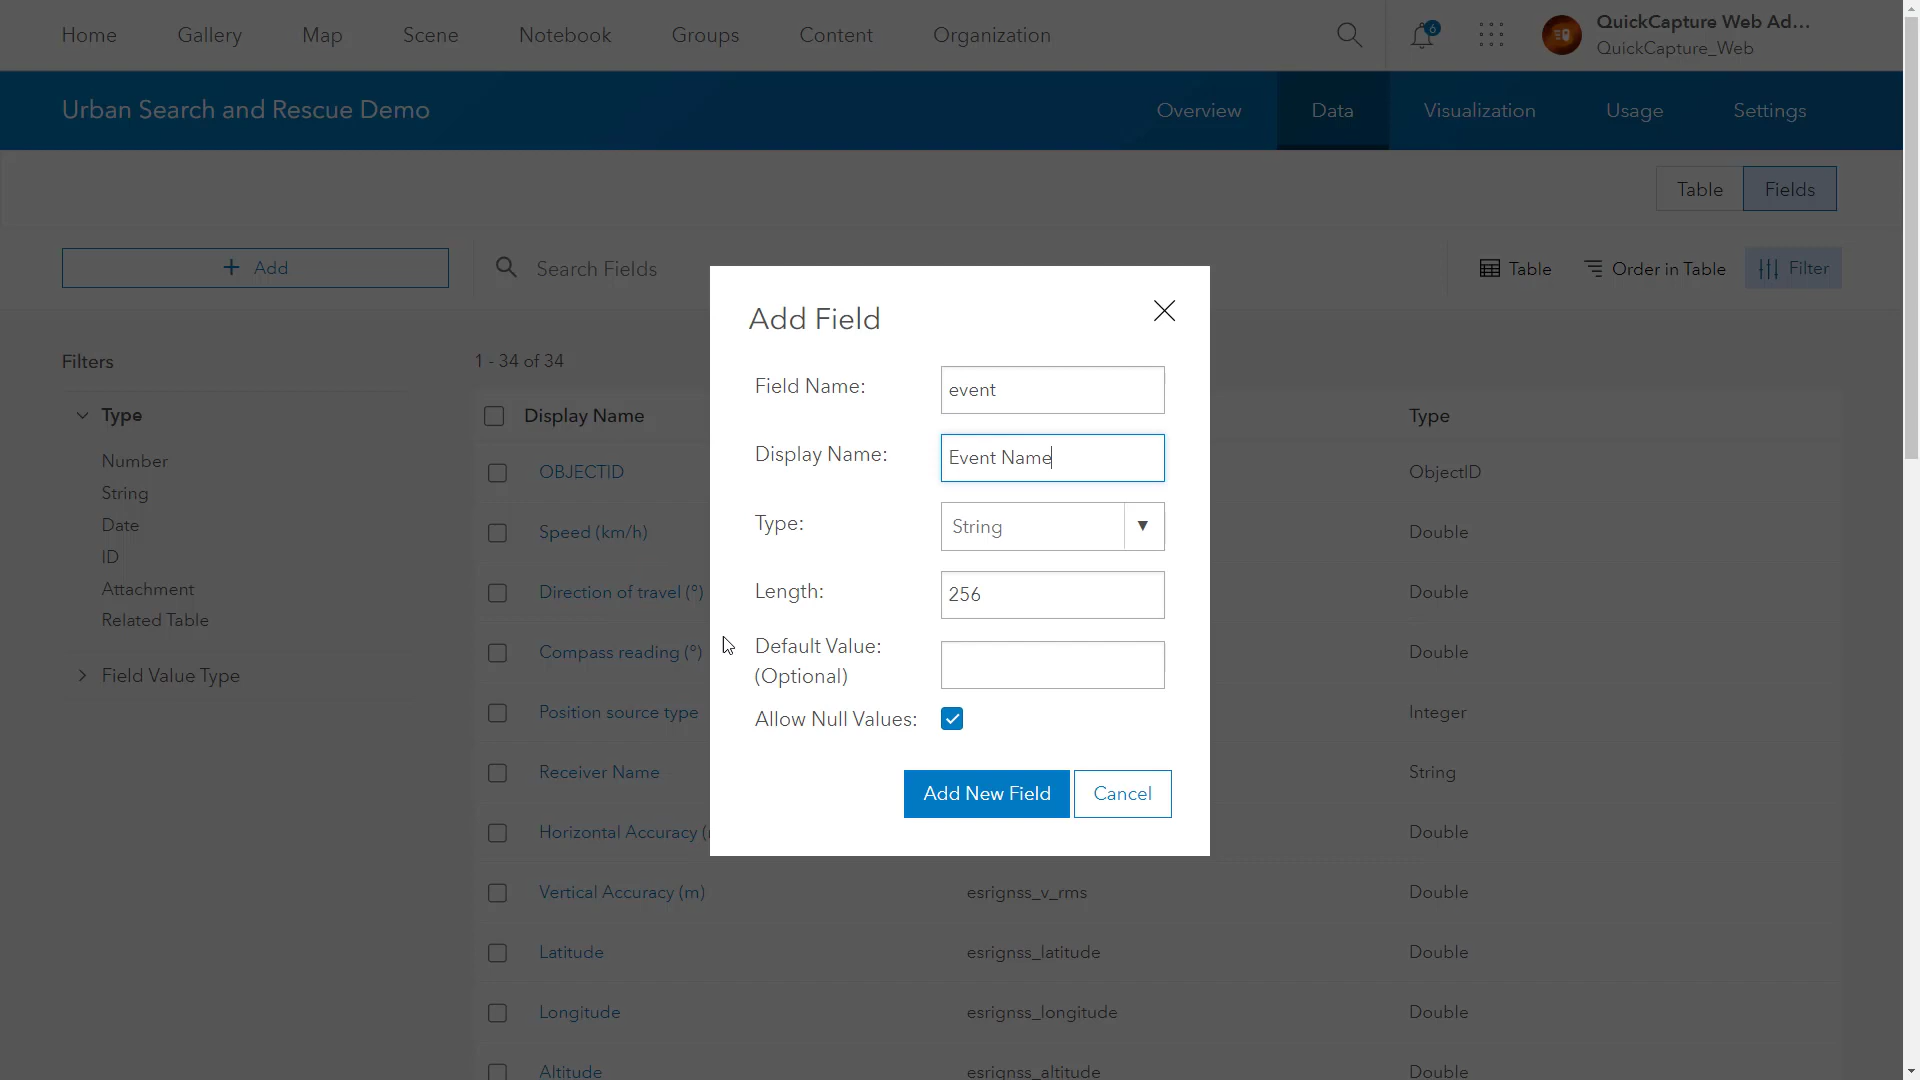 Home Gallery Map Scene Notebook Groups Content Organization
6
QuickCapture Web Ad...
QuickCapture_Web
Urban Search and Rescue Demo
Overview Data Visualization Usage Settings
Table Fields
+ Add
Search Fields
Table Order in Table Filter
Filters
Type
Number
String
Date
ID
Attachment
Related Table
Field Value Type
1 - 34 of 34
Display Name Type
OBJECTID ObjectID
Speed (km/h) Double
Direction of travel (°) Double
Compass reading (°) Double
Position source type Integer
Receiver Name String
Horizontal Accuracy ( Double
Vertical Accuracy (m) esrignss_v_rms Double
Latitude esrignss_latitude Double
Longitude esrignss_longitude Double
Altitude esrignss_altitude Double
Add Field
Field Name: event
Display Name: Event Name
Type: String
Length: 256
Default Value:
(Optional)
Allow Null Values:
Add New Field Cancel